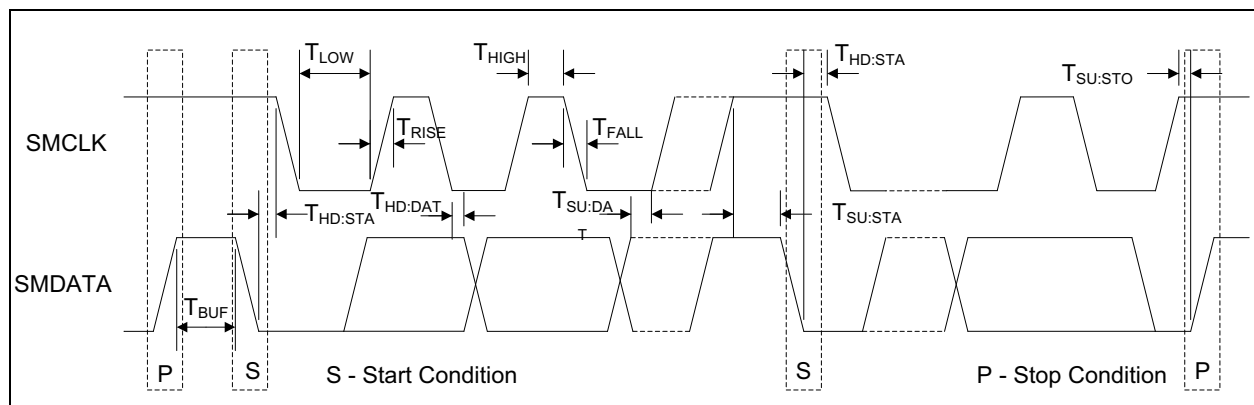 TLOW
THIGH
THD:STA
TSU:STO
SMCLK
TRISE
TFALL
THD:STA
THD:DAT
TSU:DA
T
TSU:STA
SMDATA
TBUF
P
S
S - Start Condition
S
P - Stop Condition
P